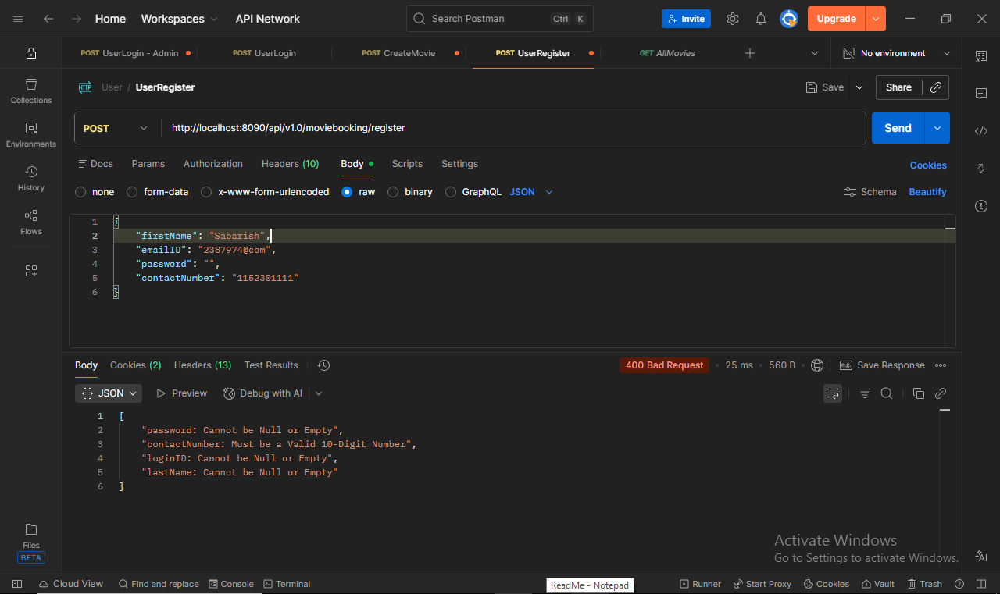 Home Workspaces API Network Search Postman Ctrl K Invite Upgrade
POST UserLogin - Admin POST UserLogin POST CreateMovie POST UserRegister GET AllMovies No environment
HTTP User / UserRegister Save Share
Collections
Environments
History
Flows
POST http://localhost:8090/api/v1.0/moviebooking/register Send
Docs Params Authorization Headers (10) Body Scripts Settings Cookies
none form-data x-www-form-urlencoded raw binary GraphQL JSON Schema Beautify
1 {
2 "firstName": "Sabarish",
3 "emailID": "2387974@com",
4 "password": "",
5 "contactNumber": "1152301111"
6 }
Body Cookies (2) Headers (13) Test Results 400 Bad Request 25 ms 560 B e.g. Save Response
{} JSON Preview Debug with AI
1 [
2 "password: Cannot be Null or Empty",
3 "contactNumber: Must be a Valid 10-Digit Number",
4 "loginID: Cannot be Null or Empty",
5 "lastName: Cannot be Null or Empty"
6 ]
Files
BETA
Activate Windows
Go to Settings to activate Windows.
AI
Cloud View Find and replace Console Terminal ReadMe - Notepad Runner Start Proxy Cookies Vault Trash